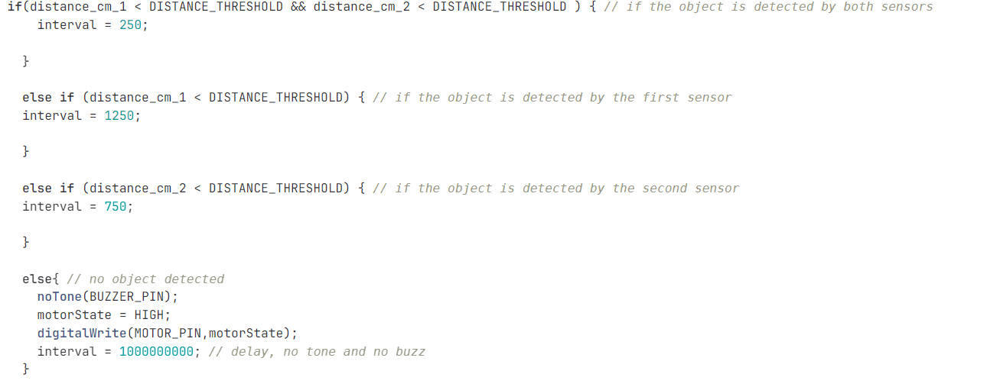 if(distance_cm_1 < DISTANCE_THRESHOLD && distance_cm_2 < DISTANCE_THRESHOLD ) { // if the object is detected by both sensors
interval = 250;
}
else if (distance_cm_1 < DISTANCE_THRESHOLD) { // if the object is detected by the first sensor
interval = 1250;
}
else if (distance_cm_2 < DISTANCE_THRESHOLD) { // if the object is detected by the second sensor
interval = 750;
}
else{ // no object detected
noTone(BUZZER_PIN);
motorState = HIGH;
digitalWrite(MOTOR_PIN,motorState);
interval = 1000000000; // delay, no tone and no buzz
}